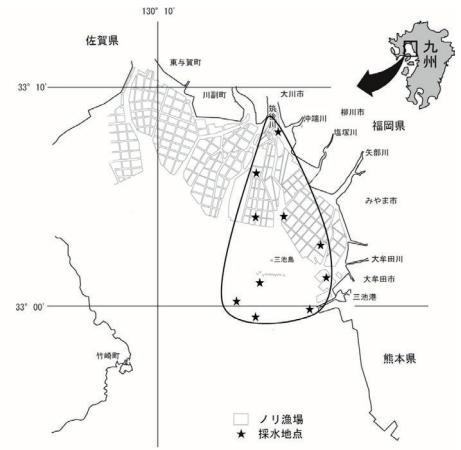 130° 10'
佐賀県
九州
東与賀町
33° 10'
川副町
大川市
筑後川
沖端川
柳川市
福岡県
塩塚川
矢部川
みやま市
三池島
大牟田川
大牟田市
三池港
33° 00'
竹崎町
熊本県
ノリ漁場
★ 採水地点